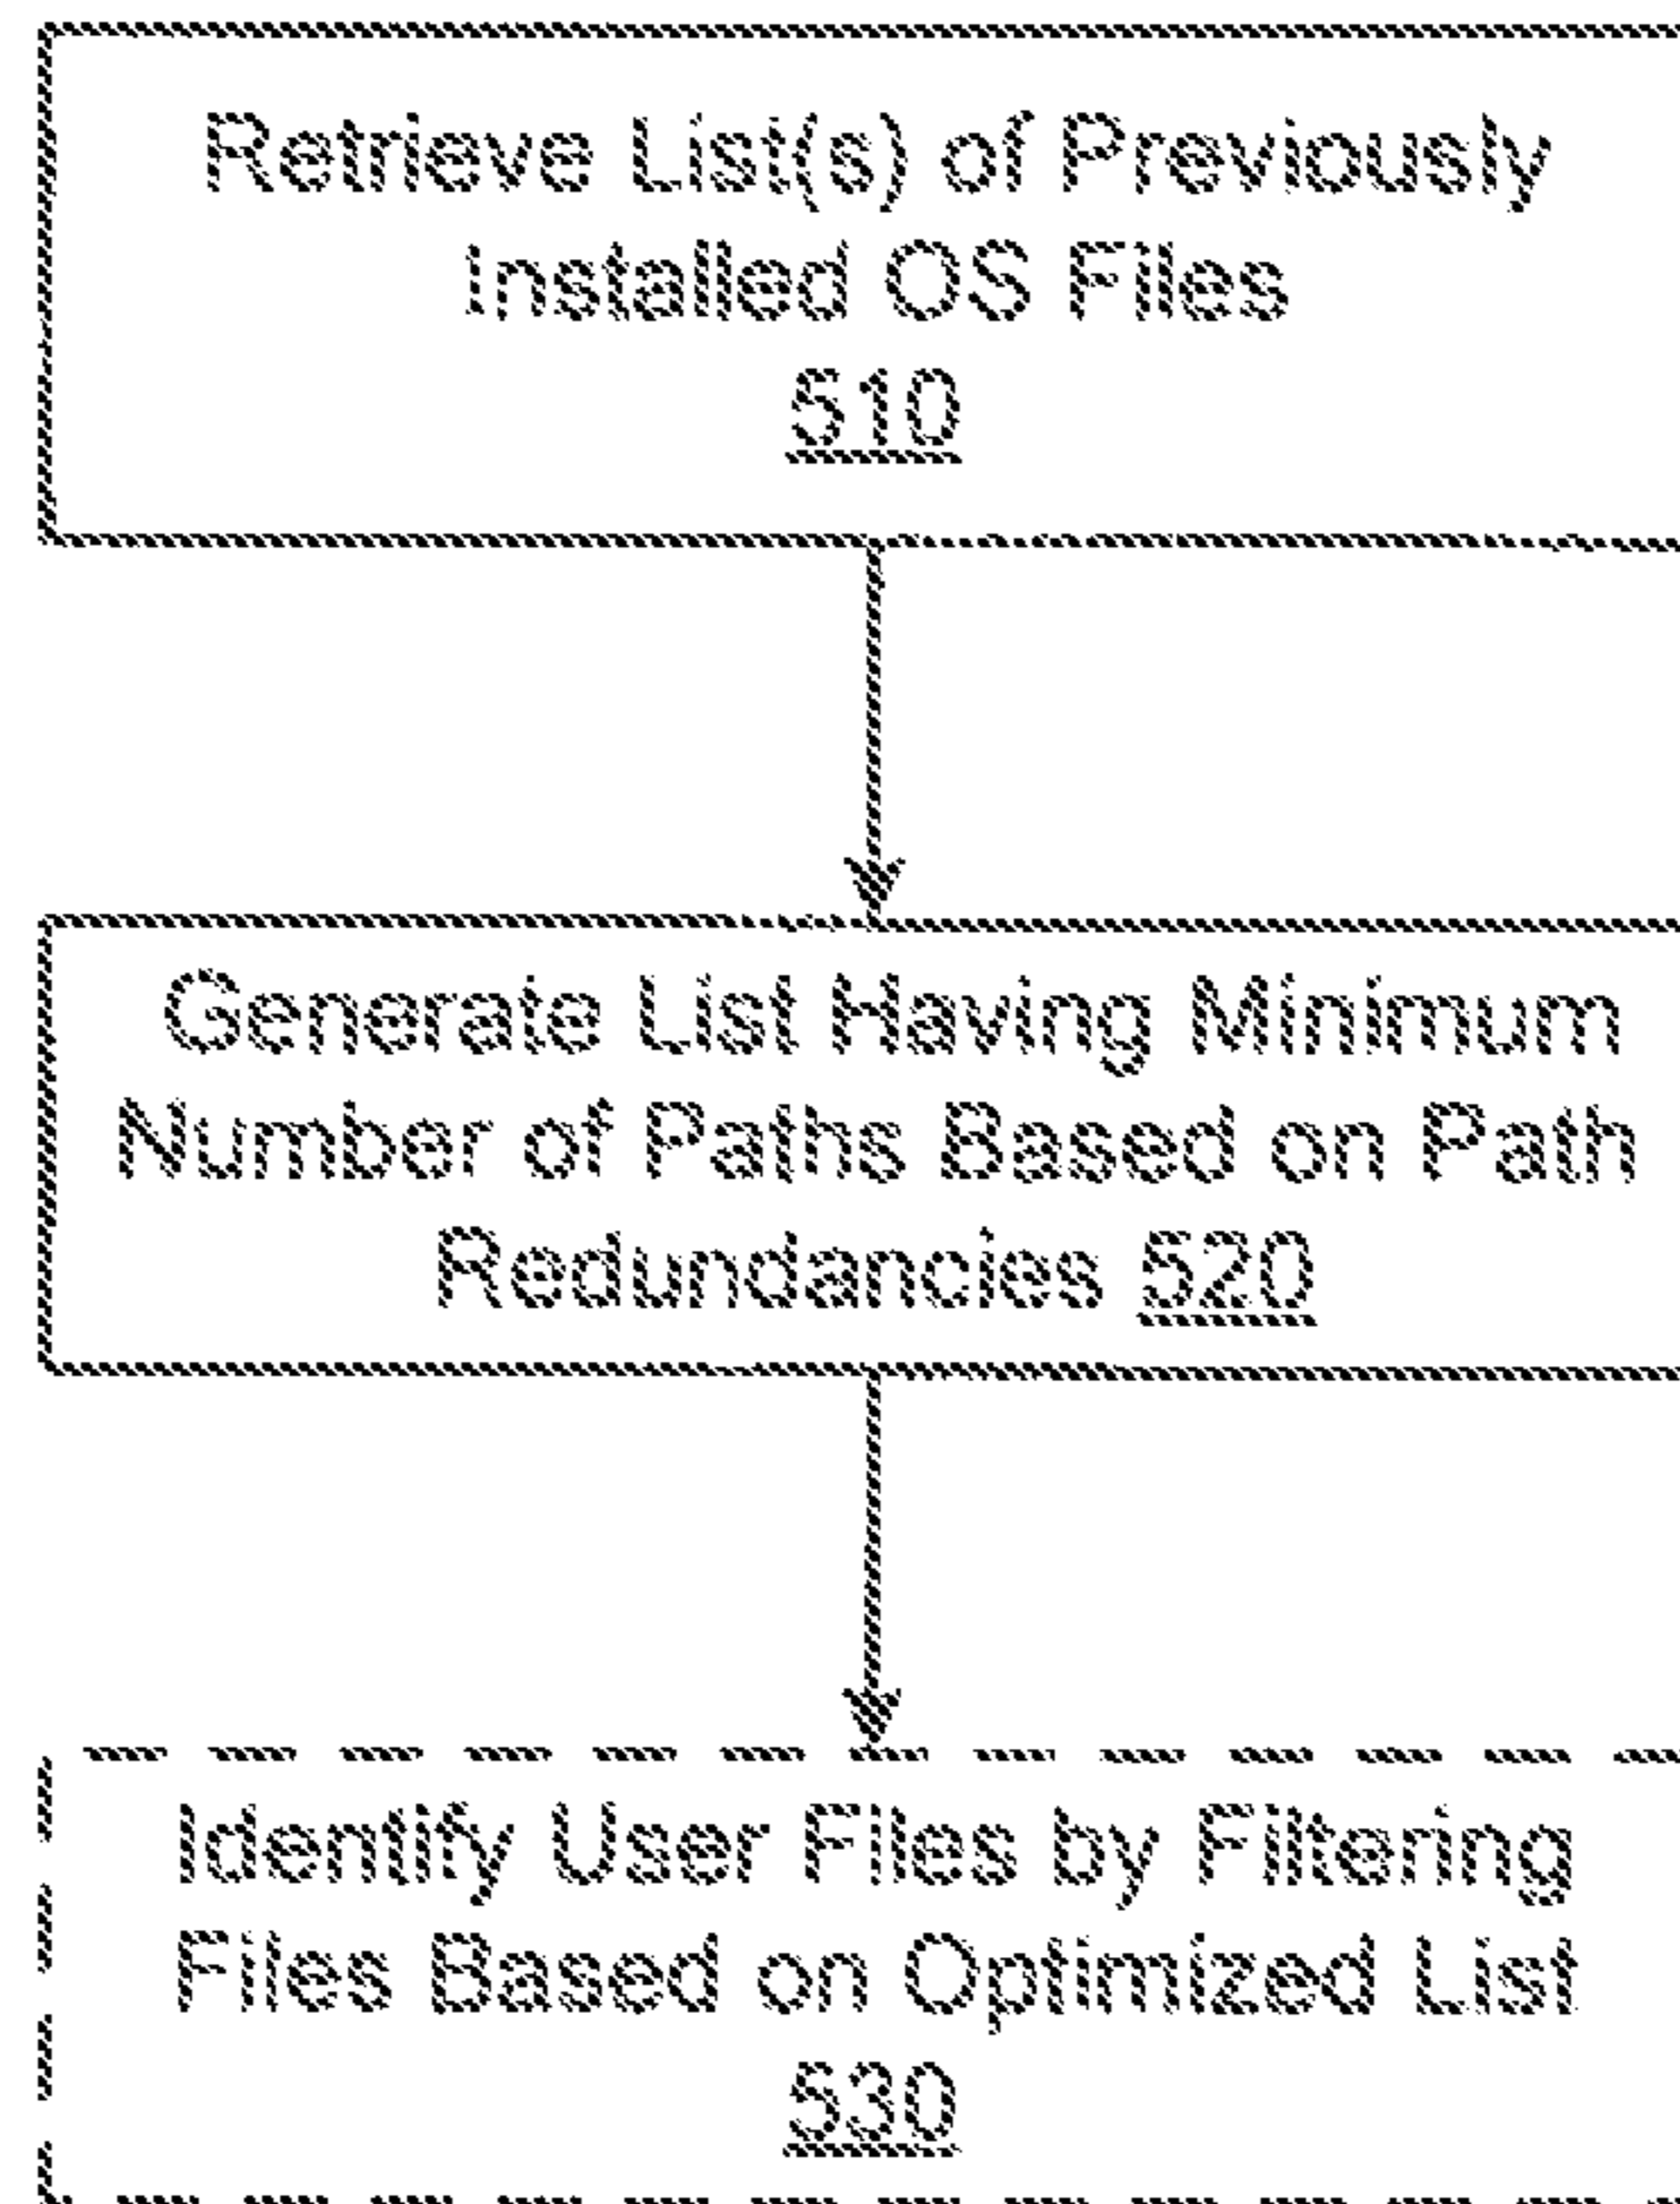 Retrieve List(s) of Previously
Installed OS Files
510
Generate List Having Minimum
Number of Paths Based on Path
Redundancies 520
Identify User Files by Filtering
Files Based on Optimized List
530